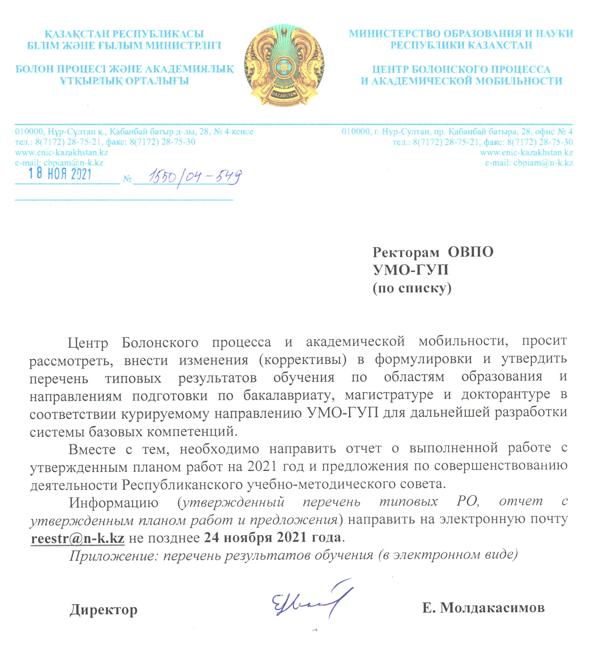 ҚАЗАҚСТАН РЕСПУБЛИКАСЫ
БІЛІМ ЖӘНЕ ҒЫЛЫМ МИНИСТРЛІГІ
БОЛОН ПРОЦЕСІ ЖӘНЕ АКАДЕМИЯЛЫҚ
ҰТҚЫРЛЫҚ ОРТАЛЫҒЫ
МИНИСТЕРСТВО ОБРАЗОВАНИЯ И НАУКИ
РЕСПУБЛИКИ КАЗАХСТАН
ЦЕНТР БОЛОНСКОГО ПРОЦЕССА
И АКАДЕМИЧЕСКОЙ МОБИЛЬНОСТИ
ҚАЗАҚСТАН
010000, Нұр-Сұлтан қ., Қабанбай батыр д-лы, 28, № 4 кеңсе
тел.: 8(7172) 28-75-21, факс: 8(7172) 28-75-30
www.enic-kazakhstan.kz
e-mail: cbpiam@n-k.kz
010000, г. Нур-Султан, пр. Кабанбай батыра, 28, офис № 4
тел.: 8(7172) 28-75-21, факс: 8(7172) 28-75-30
www.enic-kazakhstan.kz
e-mail: cbpiam@n-k.kz
18 НОЯ 2021 № 1550/04-549
Ректорам ОВПО
УМО-ГУП
(по списку)
Центр Болонского процесса и академической мобильности, просит
рассмотреть, внести изменения (коррективы) в формулировки и утвердить
перечень типовых результатов обучения по областям образования и
направлениям подготовки по бакалавриату, магистратуре и докторантуре в
соответствии курируемому направлению УМО-ГУП для дальнейшей разработки
системы базовых компетенций.
Вместе с тем, необходимо направить отчет о выполненной работе с
утвержденным планом работ на 2021 год и предложения по совершенствованию
деятельности Республиканского учебно-методического совета.
Информацию (утвержденный перечень типовых РО, отчет с
утвержденным планом работ и предложения) направить на электронную почту
reestr@n-k.kz не позднее 24 ноября 2021 года.
Приложение: перечень результатов обучения (в электронном виде)
Директор
Е. Молдакасимов